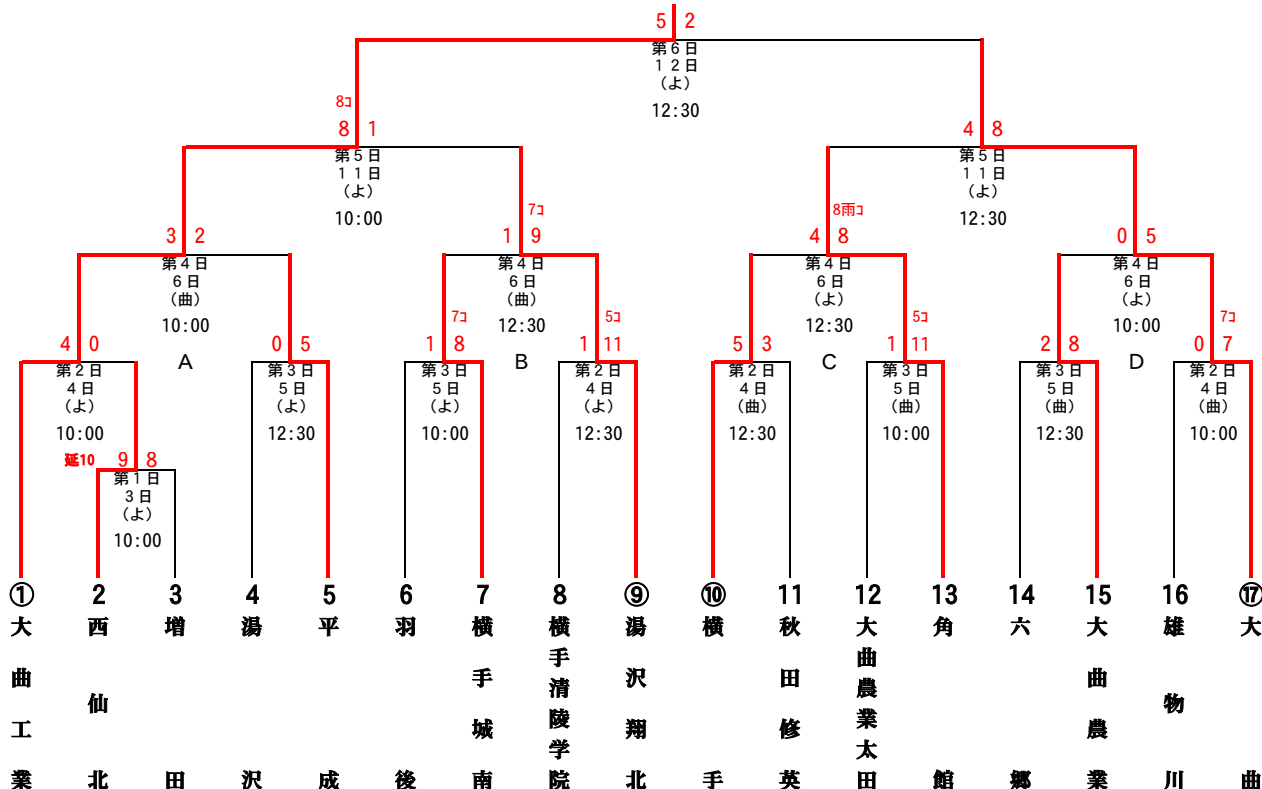 5 2
第6日
12日
(よ)
12:30
8コ
8 1
第5日
11日
(よ)
10:00
4 8
第5日
11日
(よ)
12:30
3 2
第4日
6日
(曲)
10:00
A
7コ
1 9
第4日
6日
(曲)
12:30
B
8雨コ
4 8
第4日
6日
(よ)
12:30
C
0 5
第4日
6日
(よ)
10:00
D
4 0
第2日
4日
(よ)
10:00
0 5
第3日
5日
(よ)
12:30
7コ
1 8
第3日
5日
(よ)
10:00
5コ
1 11
第2日
4日
(よ)
12:30
5 3
第2日
4日
(曲)
12:30
5コ
1 11
第3日
5日
(曲)
10:00
2 8
第3日
5日
(曲)
12:30
7コ
0 7
第2日
4日
(曲)
10:00
延10
9 8
第1日
3日
(よ)
10:00
① 大曲工業
2 西仙北
3 増田
4 湯沢
5 平成
6 羽後
7 横手城南
8 横手清陵学院
⑨ 湯沢翔北
⑩ 横手
11 秋田修英
12 大曲農業太田
13 角館
14 六郷
15 大曲農業
16 雄物川
⑰ 大曲